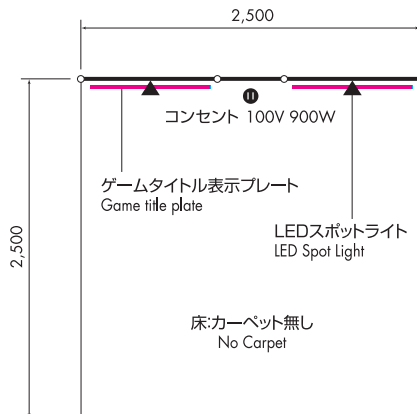 2,500
コンセント 100V 900W
ゲームタイトル表示プレート
Game title plate
LEDスポットライト
LED Spot Light
2,500
床:カーペット無し
No Carpet